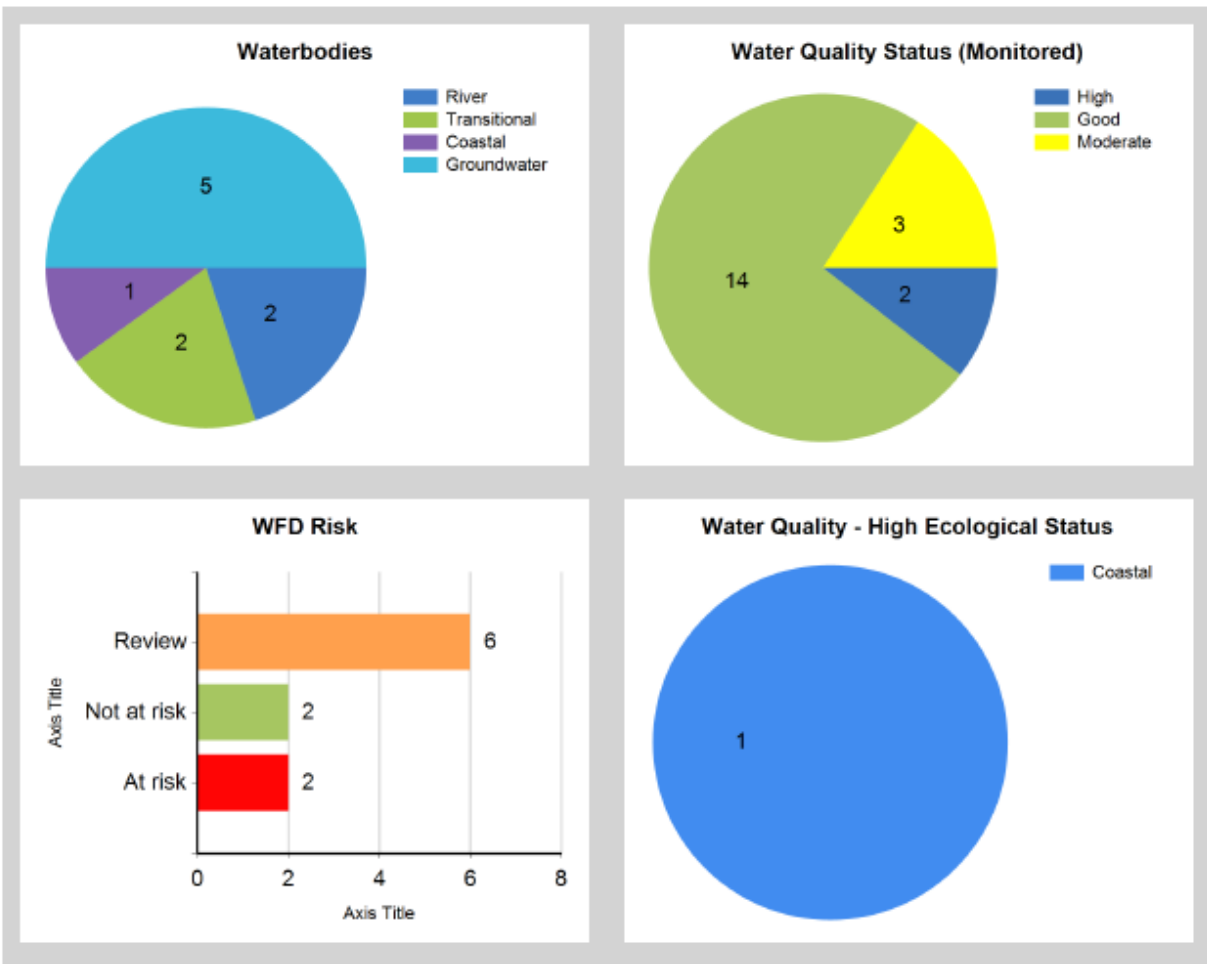 Waterbodies
River
Transitional
Coastal
Groundwater
5
1
2
2
Water Quality Status (Monitored)
High
Good
Moderate
3
14
2
WFD Risk
Axis Title
Review
6
Not at risk
2
At risk
2
0 2 4 6 8
Axis Title
Water Quality - High Ecological Status
Coastal
1